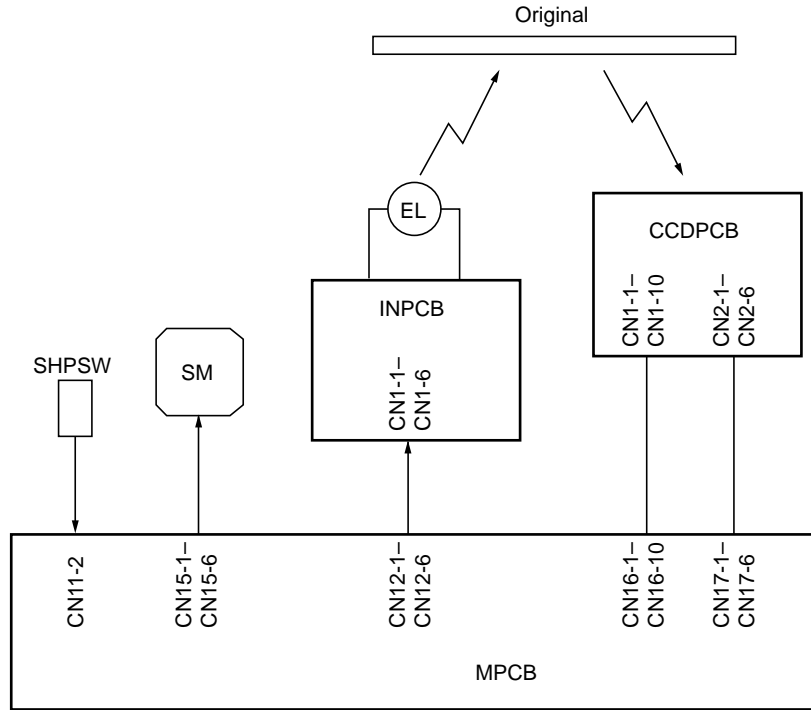 Original
EL
CCDPCB
CN1-1–
CN1-10
CN2-1–
CN2-6
INPCB
CN1-1–
CN1-6
SHPSW
SM
CN11-2
CN15-1–
CN15-6
CN12-1–
CN12-6
CN16-1–
CN16-10
CN17-1–
CN17-6
MPCB